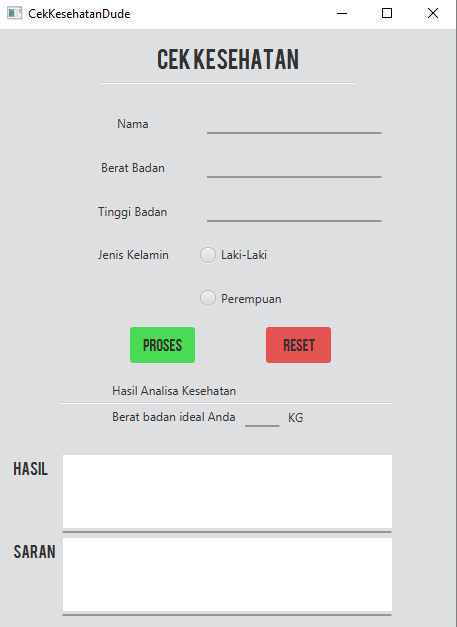 CekKesehatanDude
CEK KESEHATAN
Nama
Berat Badan
Tinggi Badan
Jenis Kelamin Laki-Laki
Perempuan
PROSES RESET
Hasil Analisa Kesehatan
Berat badan ideal Anda KG
HASIL
SARAN